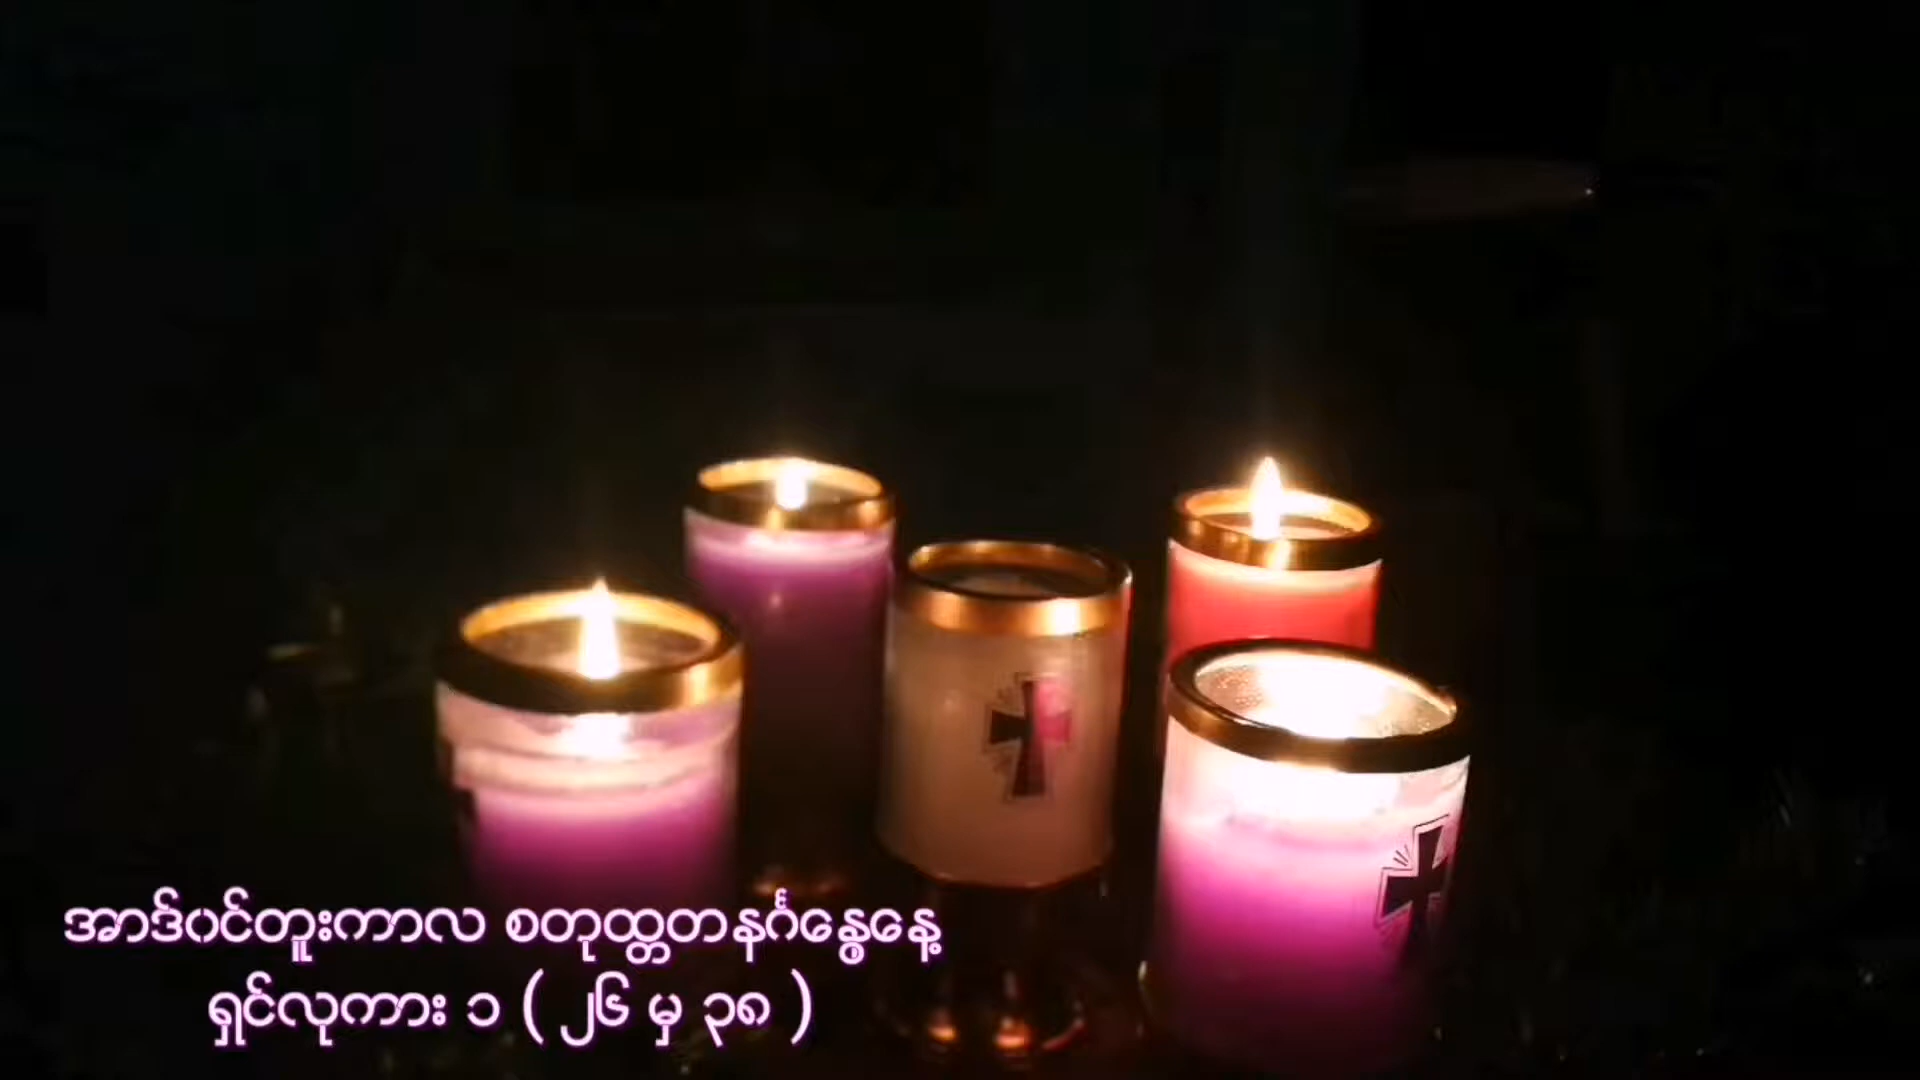 အာဒ်ဝင်တူးကာလ စတုထ္တတနင်္ဂနွေနေ့
ရှင်လုကား ၁ ( ၂၆ မှ ၃၈ )